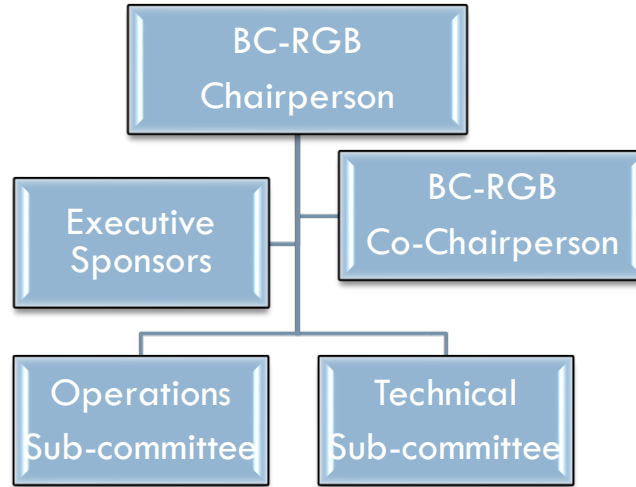 BC-RGB
Chairperson
Executive
Sponsors
BC-RGB
Co-Chairperson
Operations
Sub-committee
Technical
Sub-committee